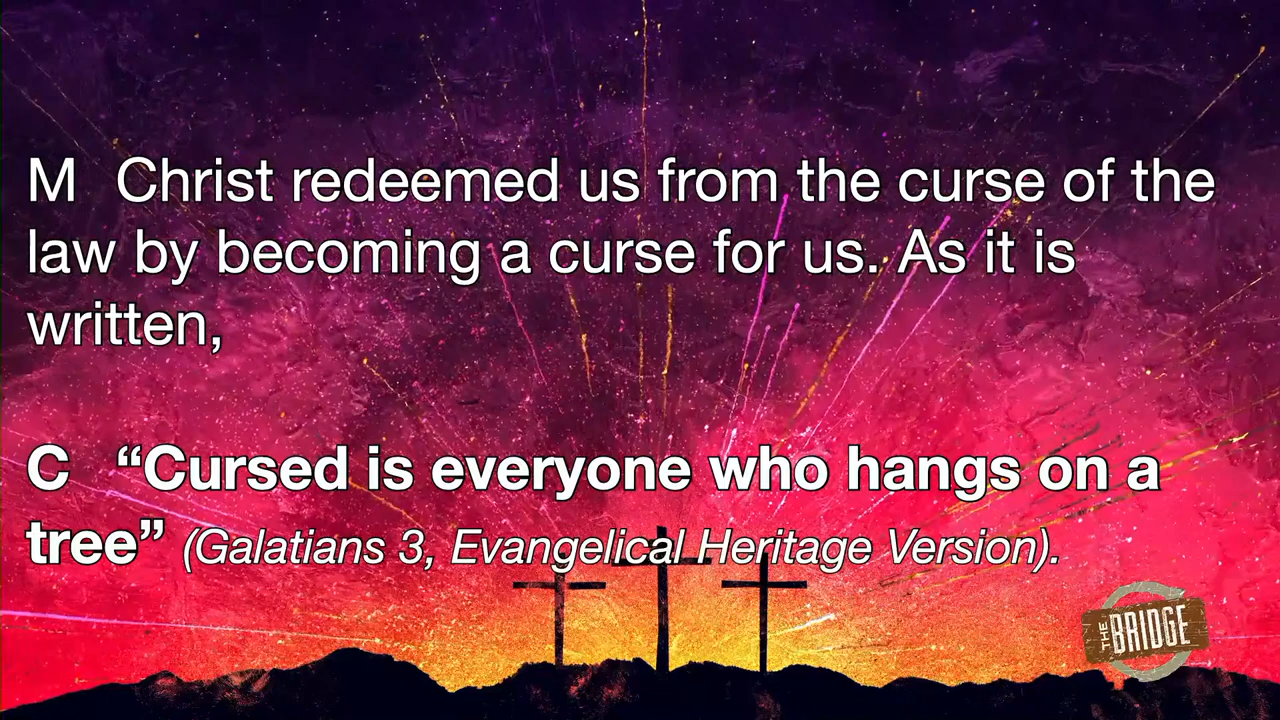 M Christ redeemed us from the curse of the
law by becoming a curse for us. As it is
written,
C “Cursed is everyone who hangs on a
tree” (Galatians 3, Evangelical Heritage Version).
THE BRIDGE